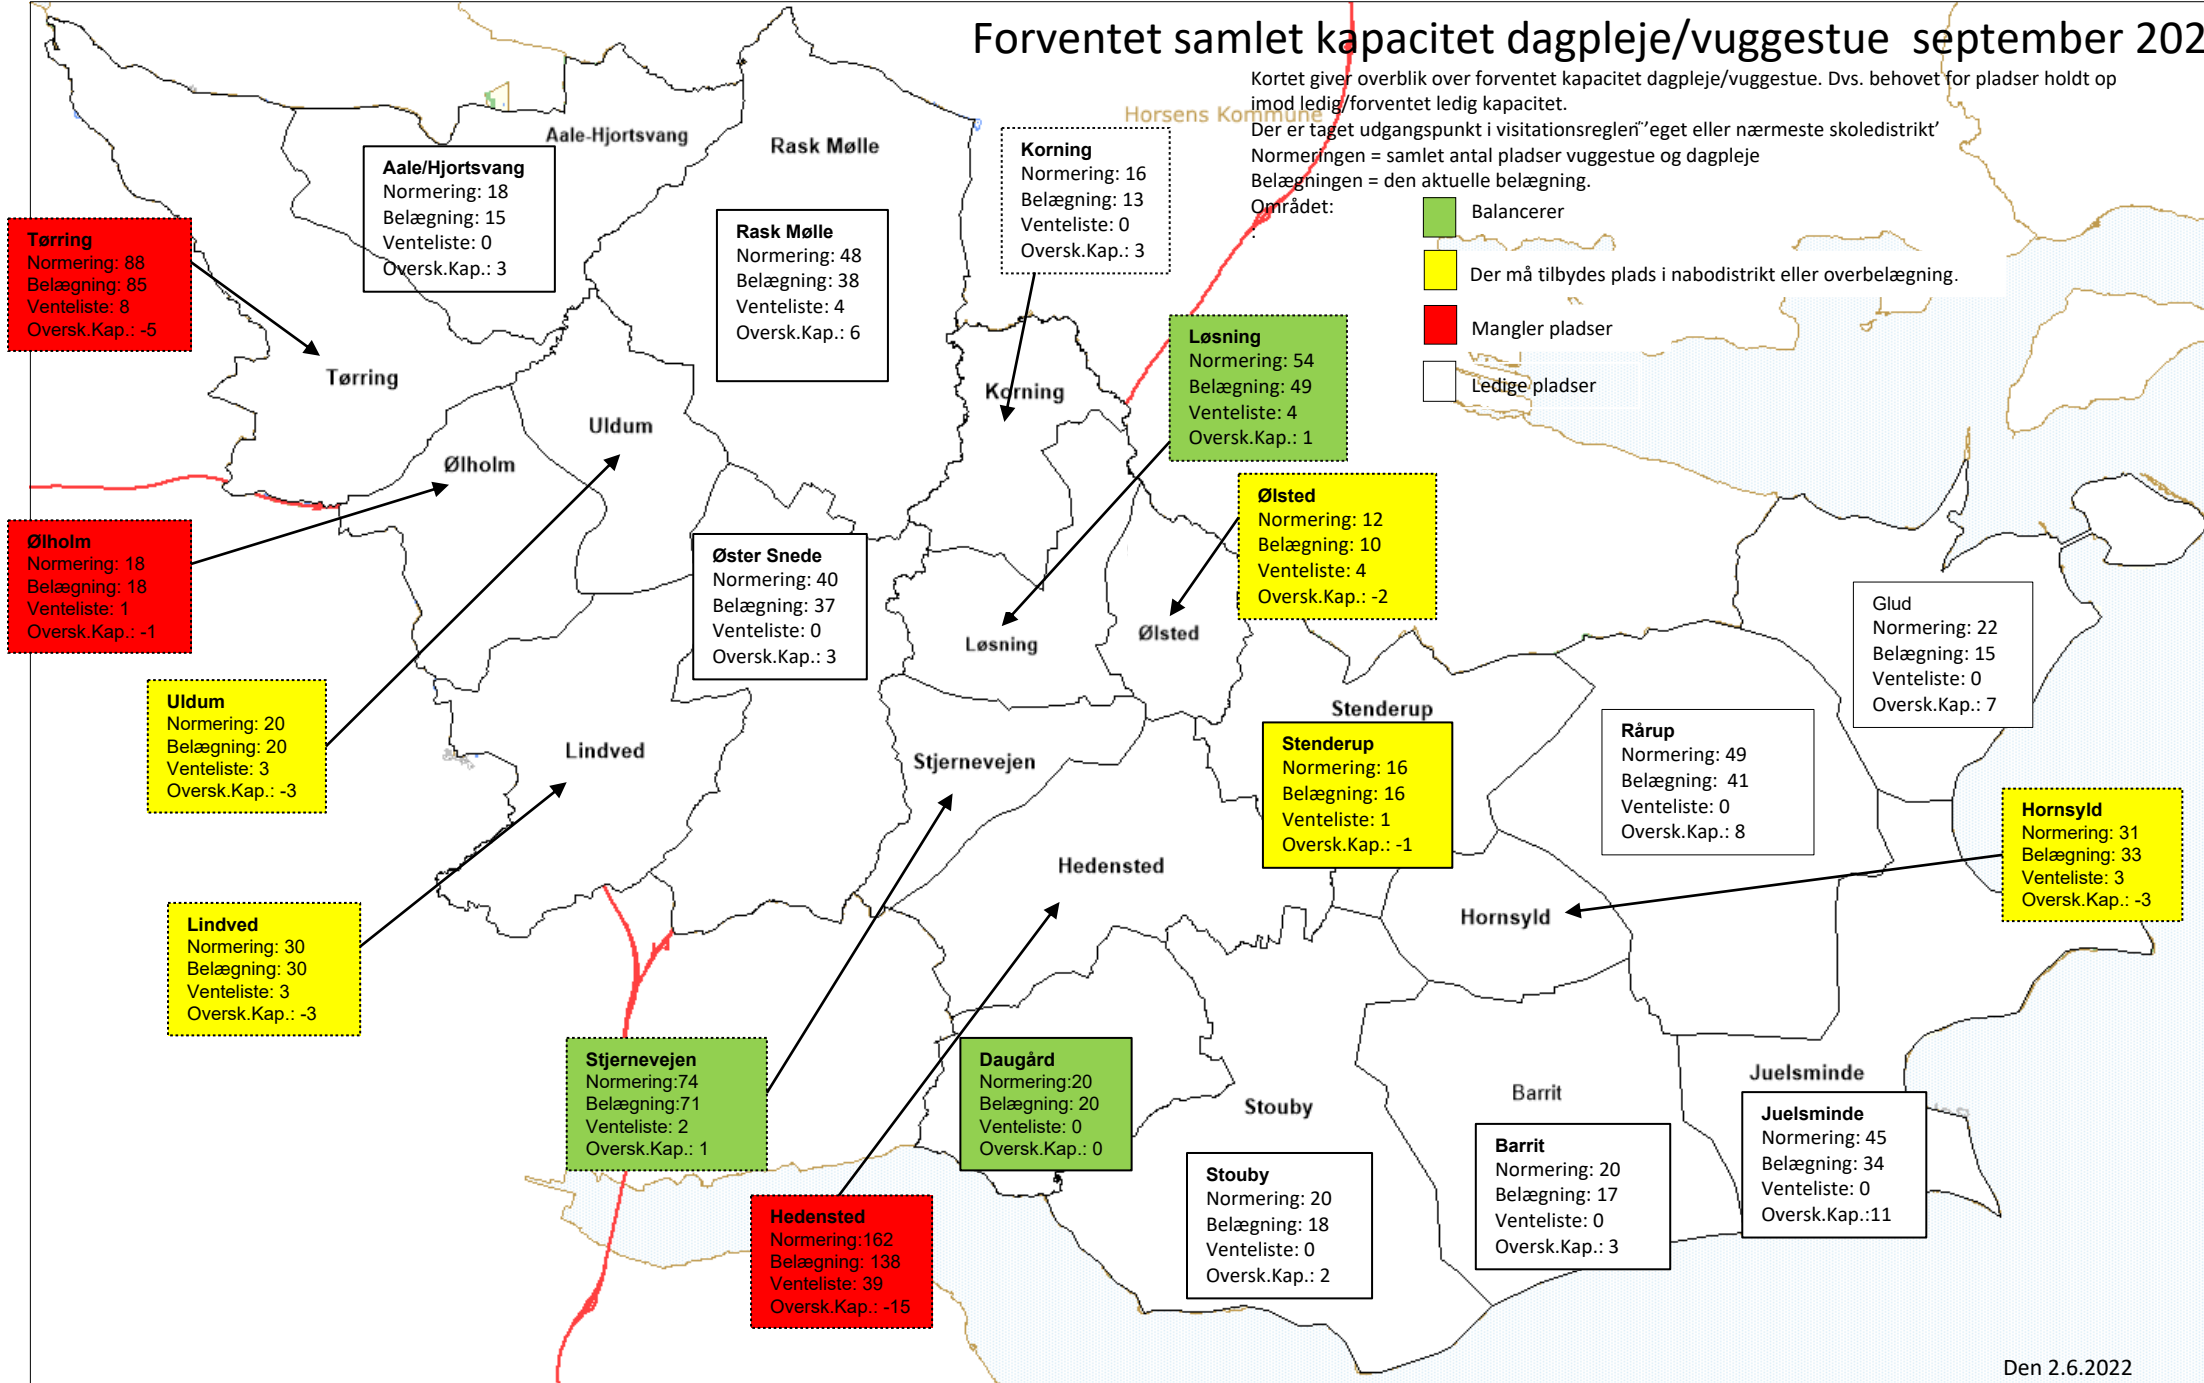 Forventet samlet kapacitet dagpleje/vuggestue september 202
Kortet giver overblik over forventet kapacitet dagpleje/vuggestue. Dvs. behovet for pladser holdt op
imod ledig/forventet ledig kapacitet.
Der er taget udgangspunkt i visitationsreglen ''eget eller nærmeste skoledistrikt'
Normeringen = samlet antal pladser vuggestue og dagpleje
Belægningen = den aktuelle belægning.
Området:
:
Balancerer
Der må tilbydes plads i nabodistrikt eller overbelægning.
Mangler pladser
Ledige pladser
Horsens Kommune
Aale-Hjortsvang
Rask Mølle
Aale/Hjortsvang
Normering: 18
Belægning: 15
Venteliste: 0
Oversk.Kap.: 3
Korning
Normering: 16
Belægning: 13
Venteliste: 0
Oversk.Kap.: 3
Rask Mølle
Normering: 48
Belægning: 38
Venteliste: 4
Oversk.Kap.: 6
Tørring
Normering: 88
Belægning: 85
Venteliste: 8
Oversk.Kap.: -5
Løsning
Normering: 54
Belægning: 49
Venteliste: 4
Oversk.Kap.: 1
Tørring
Korning
Uldum
Ølholm
Ølsted
Normering: 12
Belægning: 10
Venteliste: 4
Oversk.Kap.: -2
Ølholm
Normering: 18
Belægning: 18
Venteliste: 1
Oversk.Kap.: -1
Øster Snede
Normering: 40
Belægning: 37
Venteliste: 0
Oversk.Kap.: 3
Glud
Normering: 22
Belægning: 15
Venteliste: 0
Oversk.Kap.: 7
Løsning
Ølsted
Uldum
Normering: 20
Belægning: 20
Venteliste: 3
Oversk.Kap.: -3
Stenderup
Lindved
Stjernevejen
Stenderup
Normering: 16
Belægning: 16
Venteliste: 1
Oversk.Kap.: -1
Rårup
Normering: 49
Belægning: 41
Venteliste: 0
Oversk.Kap.: 8
Hornsyld
Normering: 31
Belægning: 33
Venteliste: 3
Oversk.Kap.: -3
Hedensted
Hornsyld
Lindved
Normering: 30
Belægning: 30
Venteliste: 3
Oversk.Kap.: -3
Stjernevejen
Normering:74
Belægning:71
Venteliste: 2
Oversk.Kap.: 1
Daugård
Normering:20
Belægning: 20
Venteliste: 0
Oversk.Kap.: 0
Stouby
Barrit
Juelsminde
Juelsminde
Normering: 45
Belægning: 34
Venteliste: 0
Oversk.Kap.:11
Barrit
Normering: 20
Belægning: 17
Venteliste: 0
Oversk.Kap.: 3
Stouby
Normering: 20
Belægning: 18
Venteliste: 0
Oversk.Kap.: 2
Hedensted
Normering:162
Belægning: 138
Venteliste: 39
Oversk.Kap.: -15
Den 2.6.2022